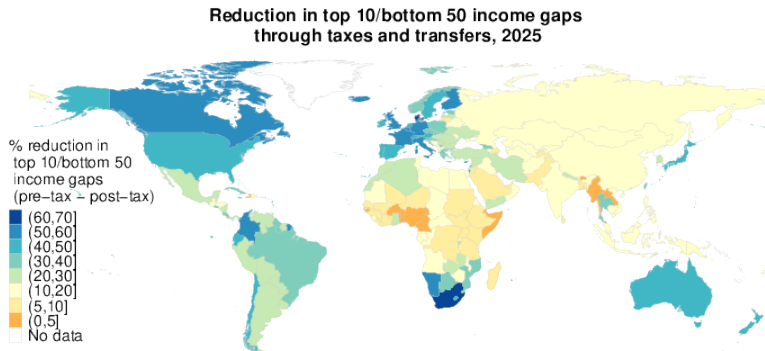 Reduction in top 10/bottom 50 income gaps
through taxes and transfers, 2025
% reduction in
top 10/bottom 50
income gaps
(pre−tax − post−tax)
(60,70]
(50,60]
(40,50]
(30,40]
(20,30]
(10,20]
(5,10]
(0,5]
No data